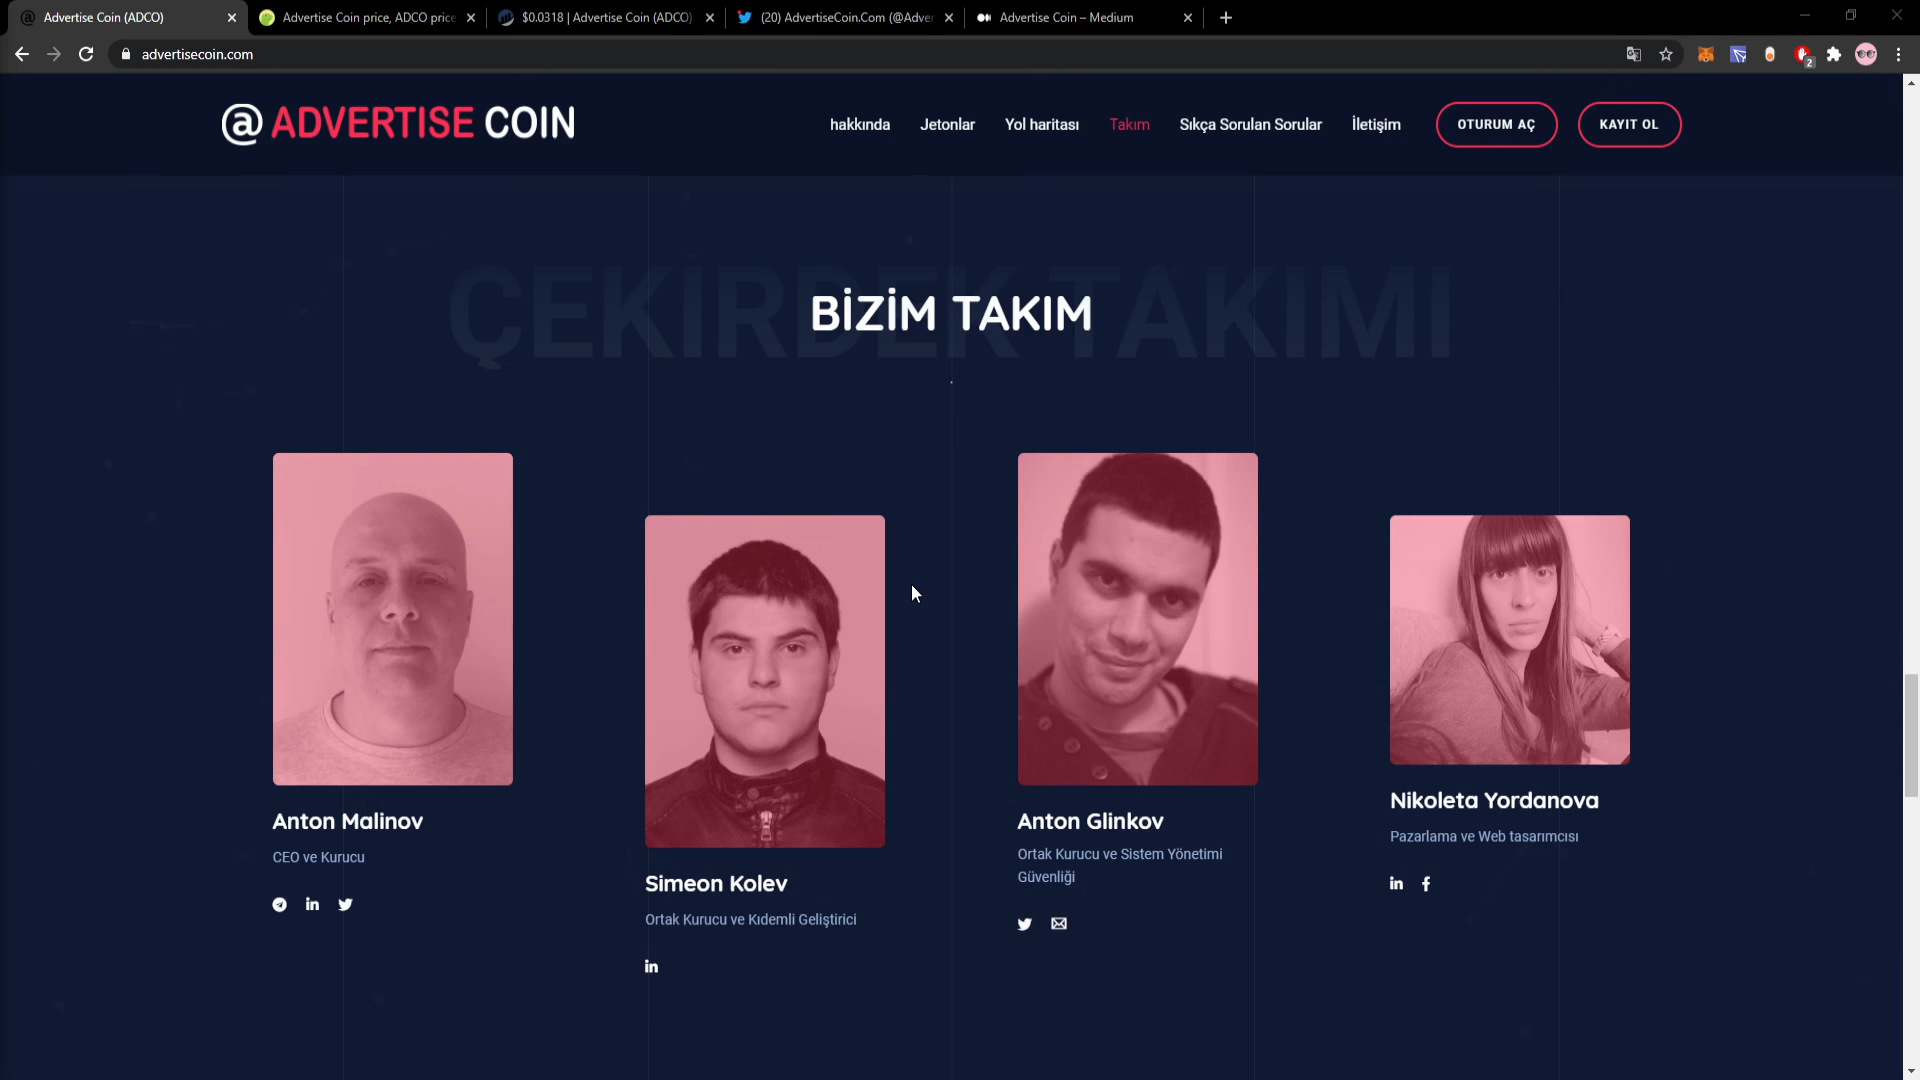 Advertise Coin (ADCO)
Advertise Coin price, ADCO price
$0.0318 | Advertise Coin (ADCO)
(20) AdvertiseCoin.Com (@Adver
Advertise Coin – Medium
advertisecoin.com
2
@ ADVERTISE COIN
hakkında
Jetonlar
Yol haritası
Takım
Sıkça Sorulan Sorular
İletişim
OTURUM AÇ
KAYIT OL
ÇEKİRDEK TAKIMI
BİZİM TAKIM
Anton Malinov
CEO ve Kurucu
Simeon Kolev
Ortak Kurucu ve Kıdemli Geliştirici
Anton Glinkov
Ortak Kurucu ve Sistem Yönetimi
Güvenliği
Nikoleta Yordanova
Pazarlama ve Web tasarımcısı